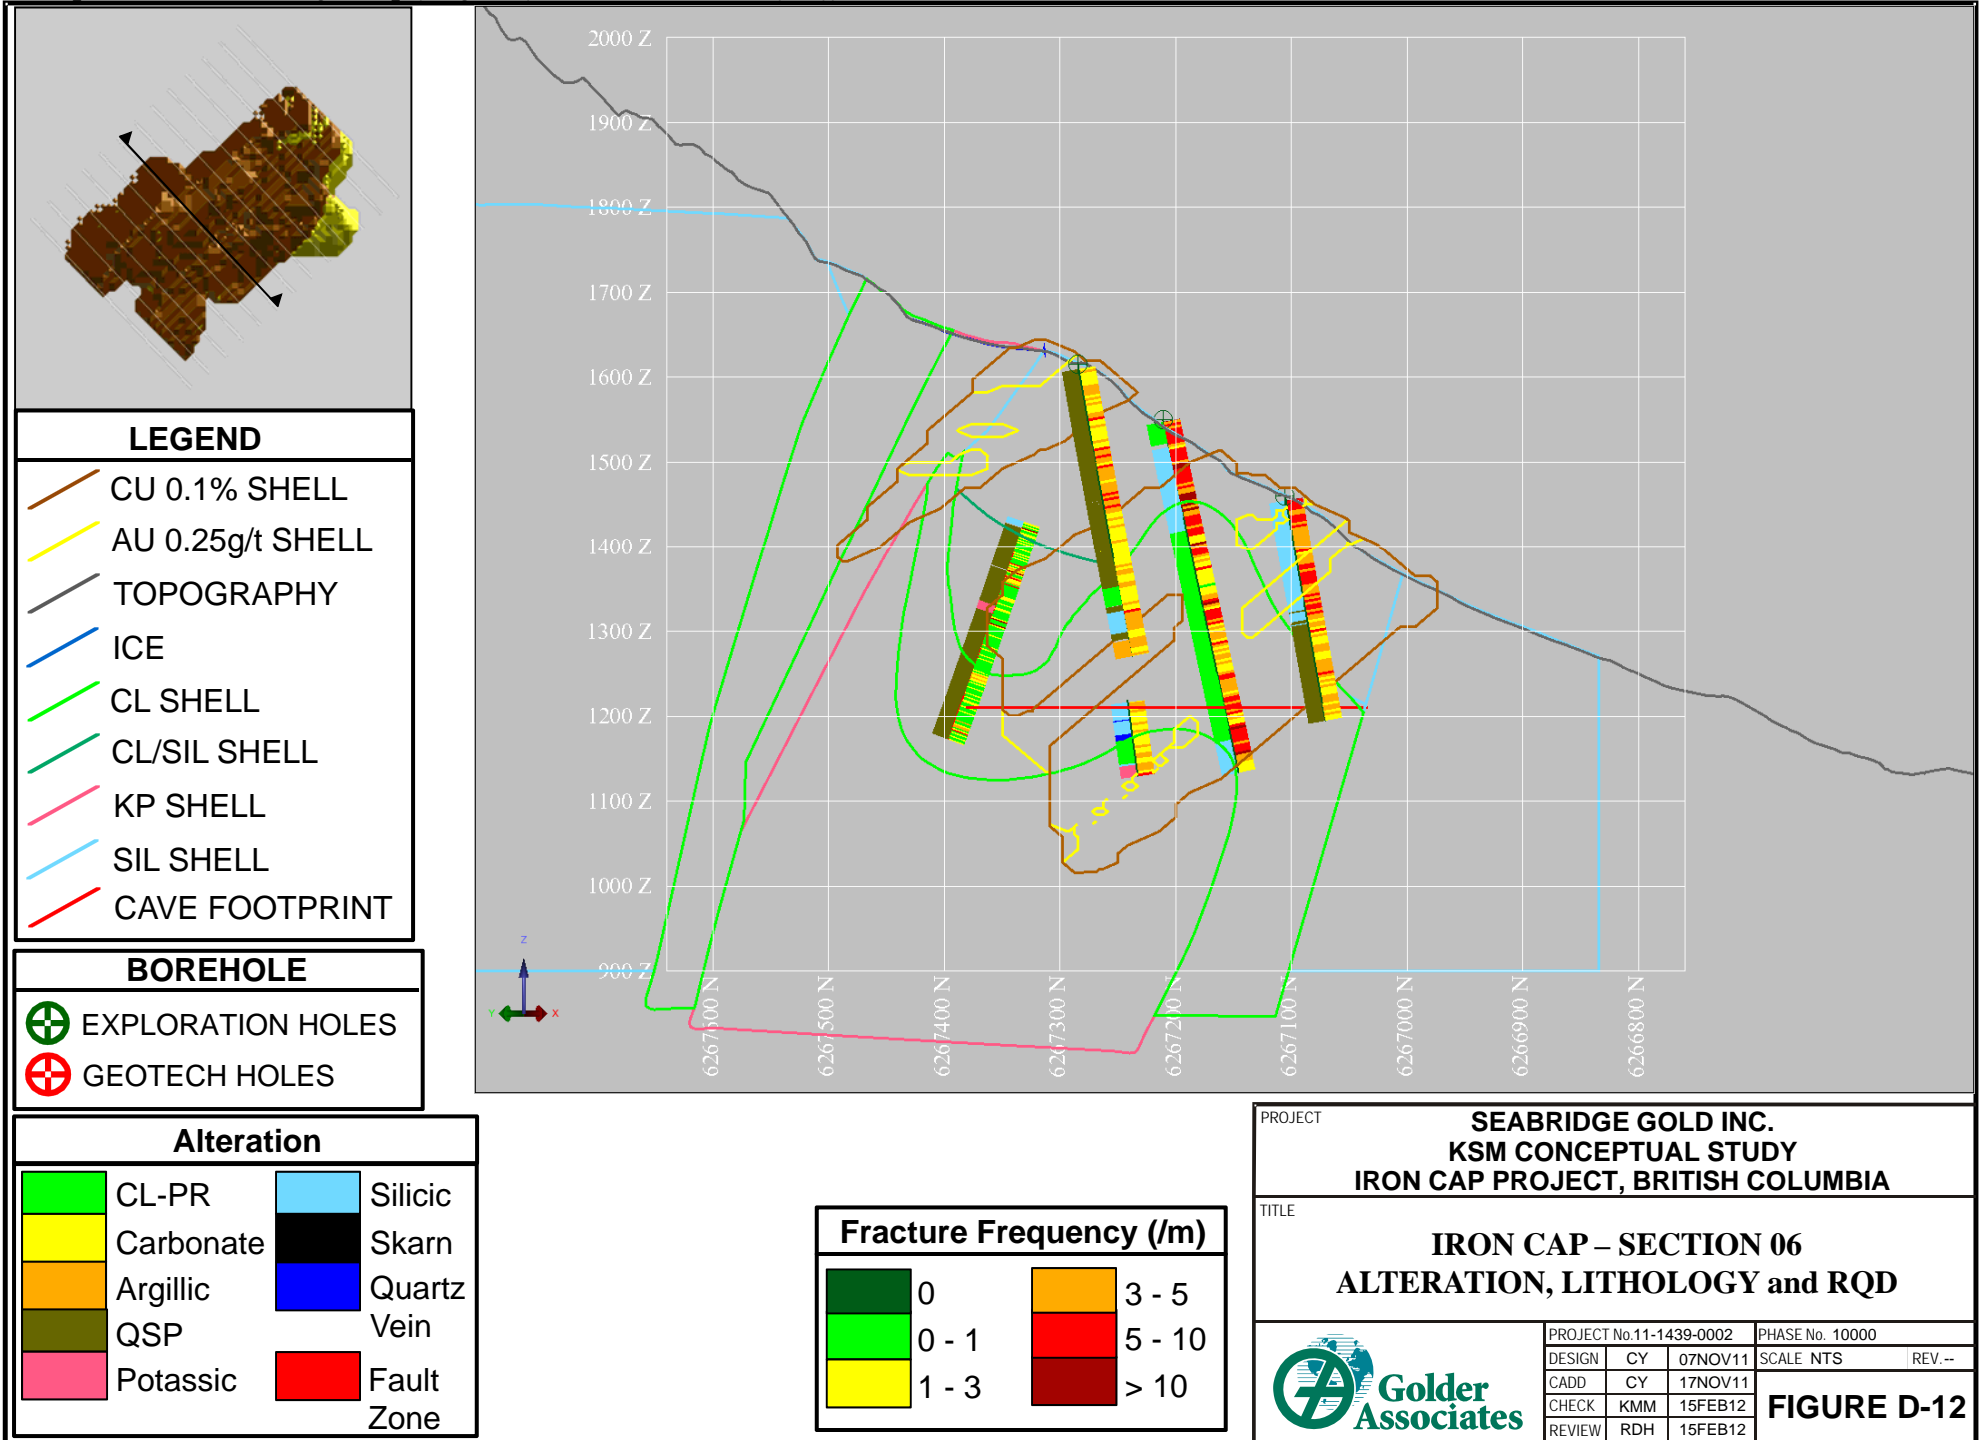 LEGEND
CU 0.1% SHELL
AU 0.25g/t SHELL
TOPOGRAPHY
ICE
CL SHELL
CL/SIL SHELL
KP SHELL
SIL SHELL
CAVE FOOTPRINT
BOREHOLE
EXPLORATION HOLES
GEOTECH HOLES
Alteration
CL-PR
Carbonate
Argillic
QSP
Potassic
Silicic
Skarn
Quartz
Vein
Fault
Zone
2000 Z
1900 Z
1800 Z
1700 Z
1600 Z
1500 Z
1400 Z
1300 Z
1200 Z
1100 Z
1000 Z
900 Z
6267600 N
6267500 N
6267400 N
6267300 N
6267200 N
6267100 N
6267000 N
6266900 N
6266800 N
Z
Y
X
Fracture Frequency (/m)
0
0 - 1
1 - 3
3 - 5
5 - 10
> 10
PROJECT
SEABRIDGE GOLD INC.
KSM CONCEPTUAL STUDY
IRON CAP PROJECT, BRITISH COLUMBIA
TITLE
IRON CAP – SECTION 06
ALTERATION, LITHOLOGY and RQD
Golder
Associates
PROJECT No.11-1439-0002 PHASE No. 10000
DESIGN CY 07NOV11 SCALE NTS REV.--
CADD CY 17NOV11
CHECK KMM 15FEB12
REVIEW RDH 15FEB12
FIGURE D-12